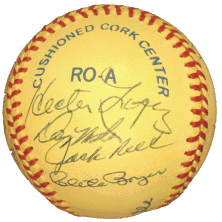 CUSHIONED CORK CENTER
RO-A
Hector Lopez
Jack Reed
Clete Boyer